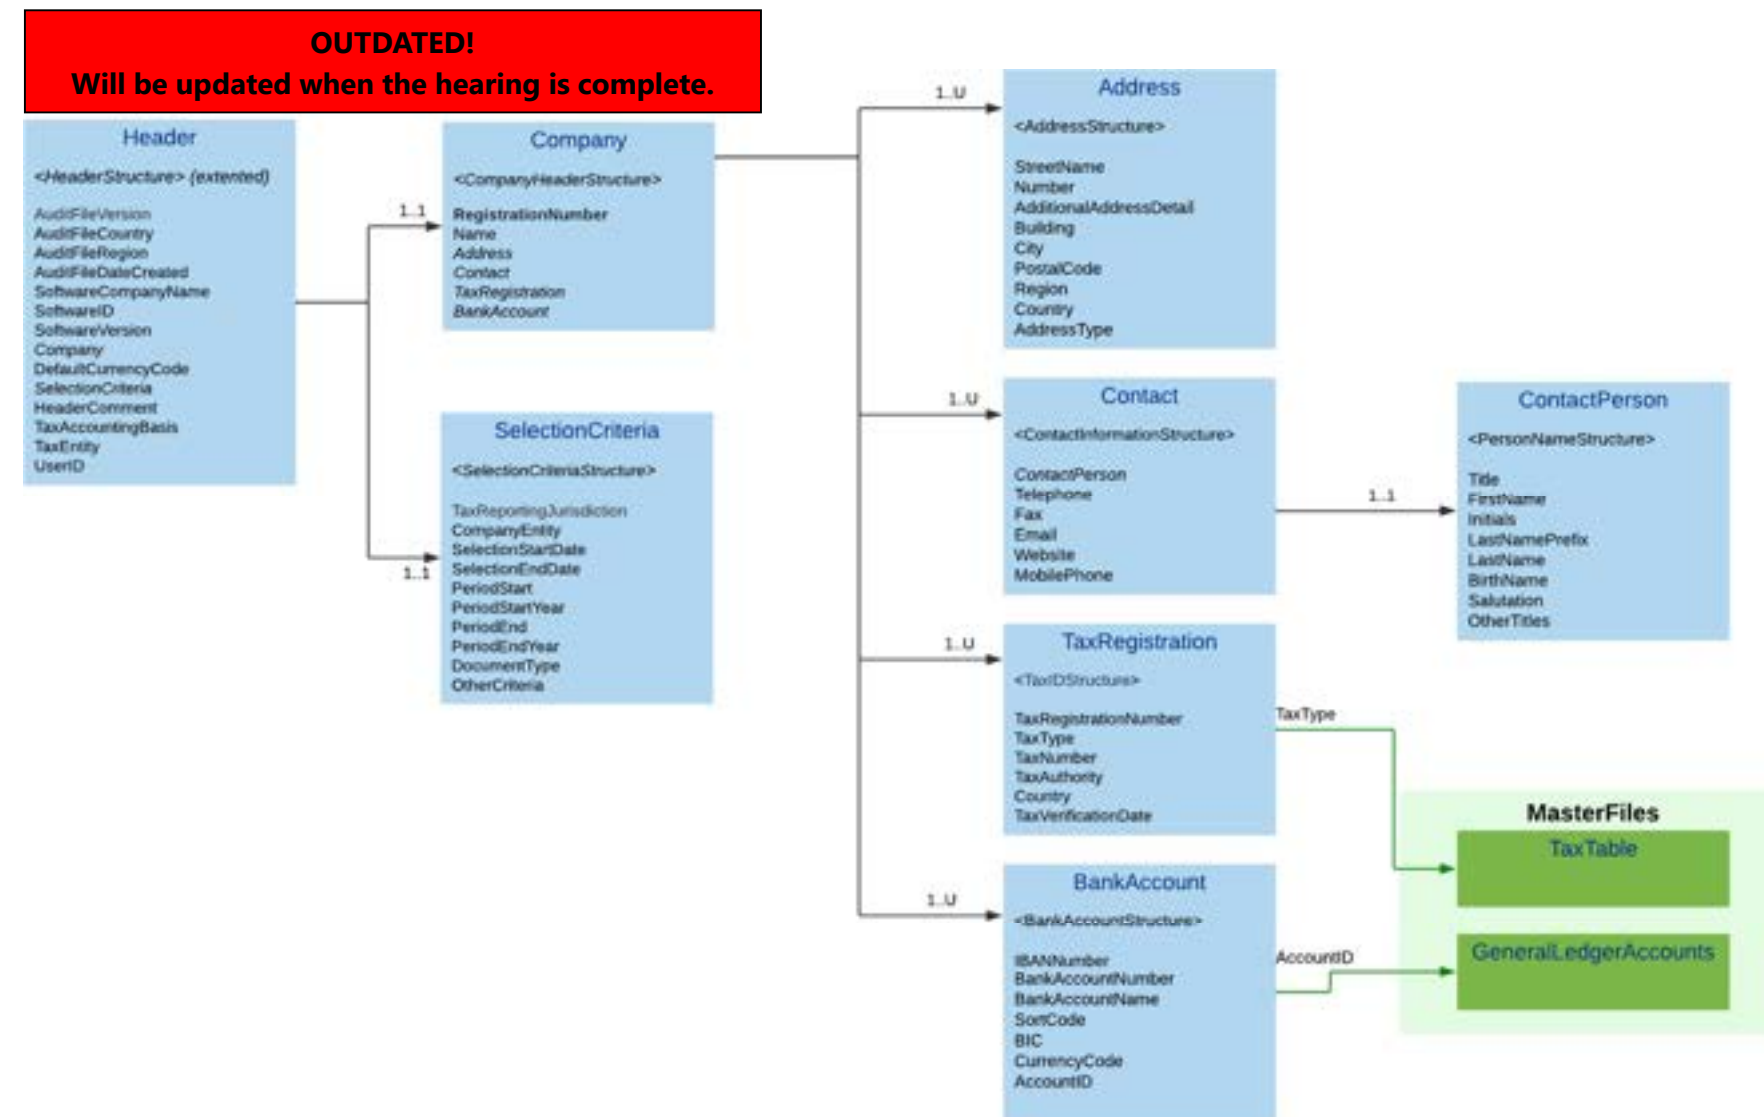 OUTDATED!
Will be updated when the hearing is complete.
Header
<HeaderStructure> (extented)
AuditFileVersion
AuditFileCountry
AuditFileRegion
AuditFileDateCreated
SoftwareCompanyName
SoftwareID
SoftwareVersion
Company
DefaultCurrencyCode
SelectionCriteria
HeaderComment
TaxAccountingBasis
TaxEntity
UserID
1..1
Company
<CompanyHeaderStructure>
RegistrationNumber
Name
Address
Contact
TaxRegistration
BankAccount
1..1
SelectionCriteria
<SelectionCriteriaStructure>
TaxReportingJurisdiction
CompanyEntity
SelectionStartDate
SelectionEndDate
PeriodStart
PeriodStartYear
PeriodEnd
PeriodEndYear
DocumentType
OtherCriteria
1..U
Address
<AddressStructure>
StreetName
Number
AdditionalAddressDetail
Building
City
PostalCode
Region
Country
AddressType
1..U
Contact
<ContactInformationStructure>
ContactPerson
Telephone
Fax
Email
Website
MobilePhone
1..1
ContactPerson
<PersonNameStructure>
Title
FirstName
Initials
LastNamePrefix
LastName
BirthName
Salutation
OtherTitles
1..U
TaxRegistration
<TaxIDStructure>
TaxRegistrationNumber
TaxType
TaxNumber
TaxAuthority
Country
TaxVerificationDate
TaxType
MasterFiles
TaxTable
GeneralLedgerAccounts
1..U
BankAccount
<BankAccountStructure>
IBANNumber
BankAccountNumber
BankAccountName
SortCode
BIC
CurrencyCode
AccountID
AccountID